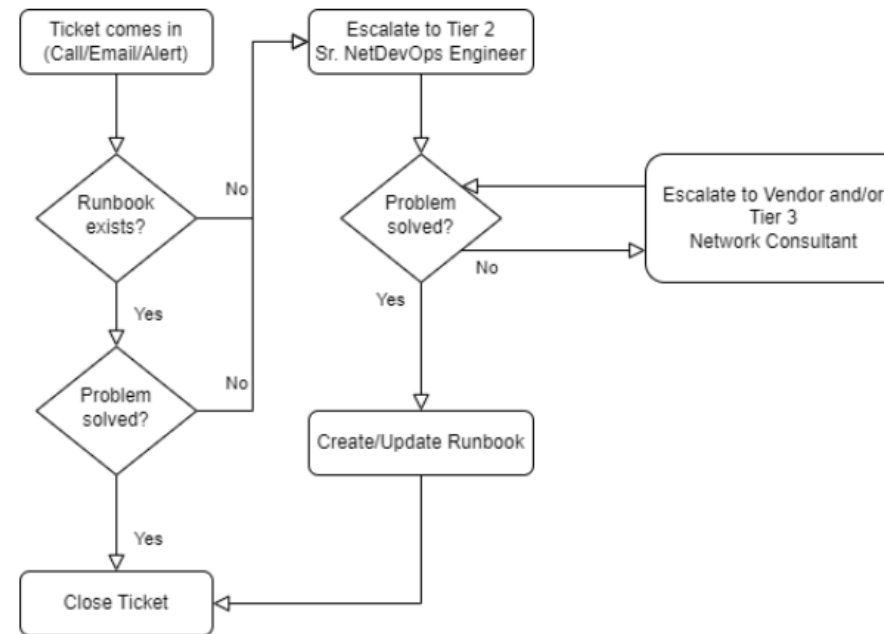 Ticket comes in
(Call/Email/Alert)
Escalate to Tier 2
Sr. NetDevOps Engineer
Runbook
exists?
No
Problem
solved?
Escalate to Vendor and/or
Tier 3
Network Consultant
No
Yes
Yes
Problem
solved?
No
Create/Update Runbook
Yes
Close Ticket